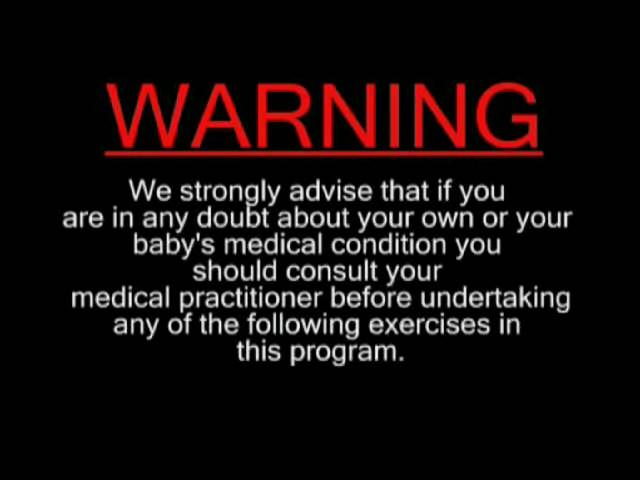 WARNING
We strongly advise that if you
are in any doubt about your own or your
baby's medical condition you
should consult your
medical practitioner before undertaking
any of the following exercises in
this program.